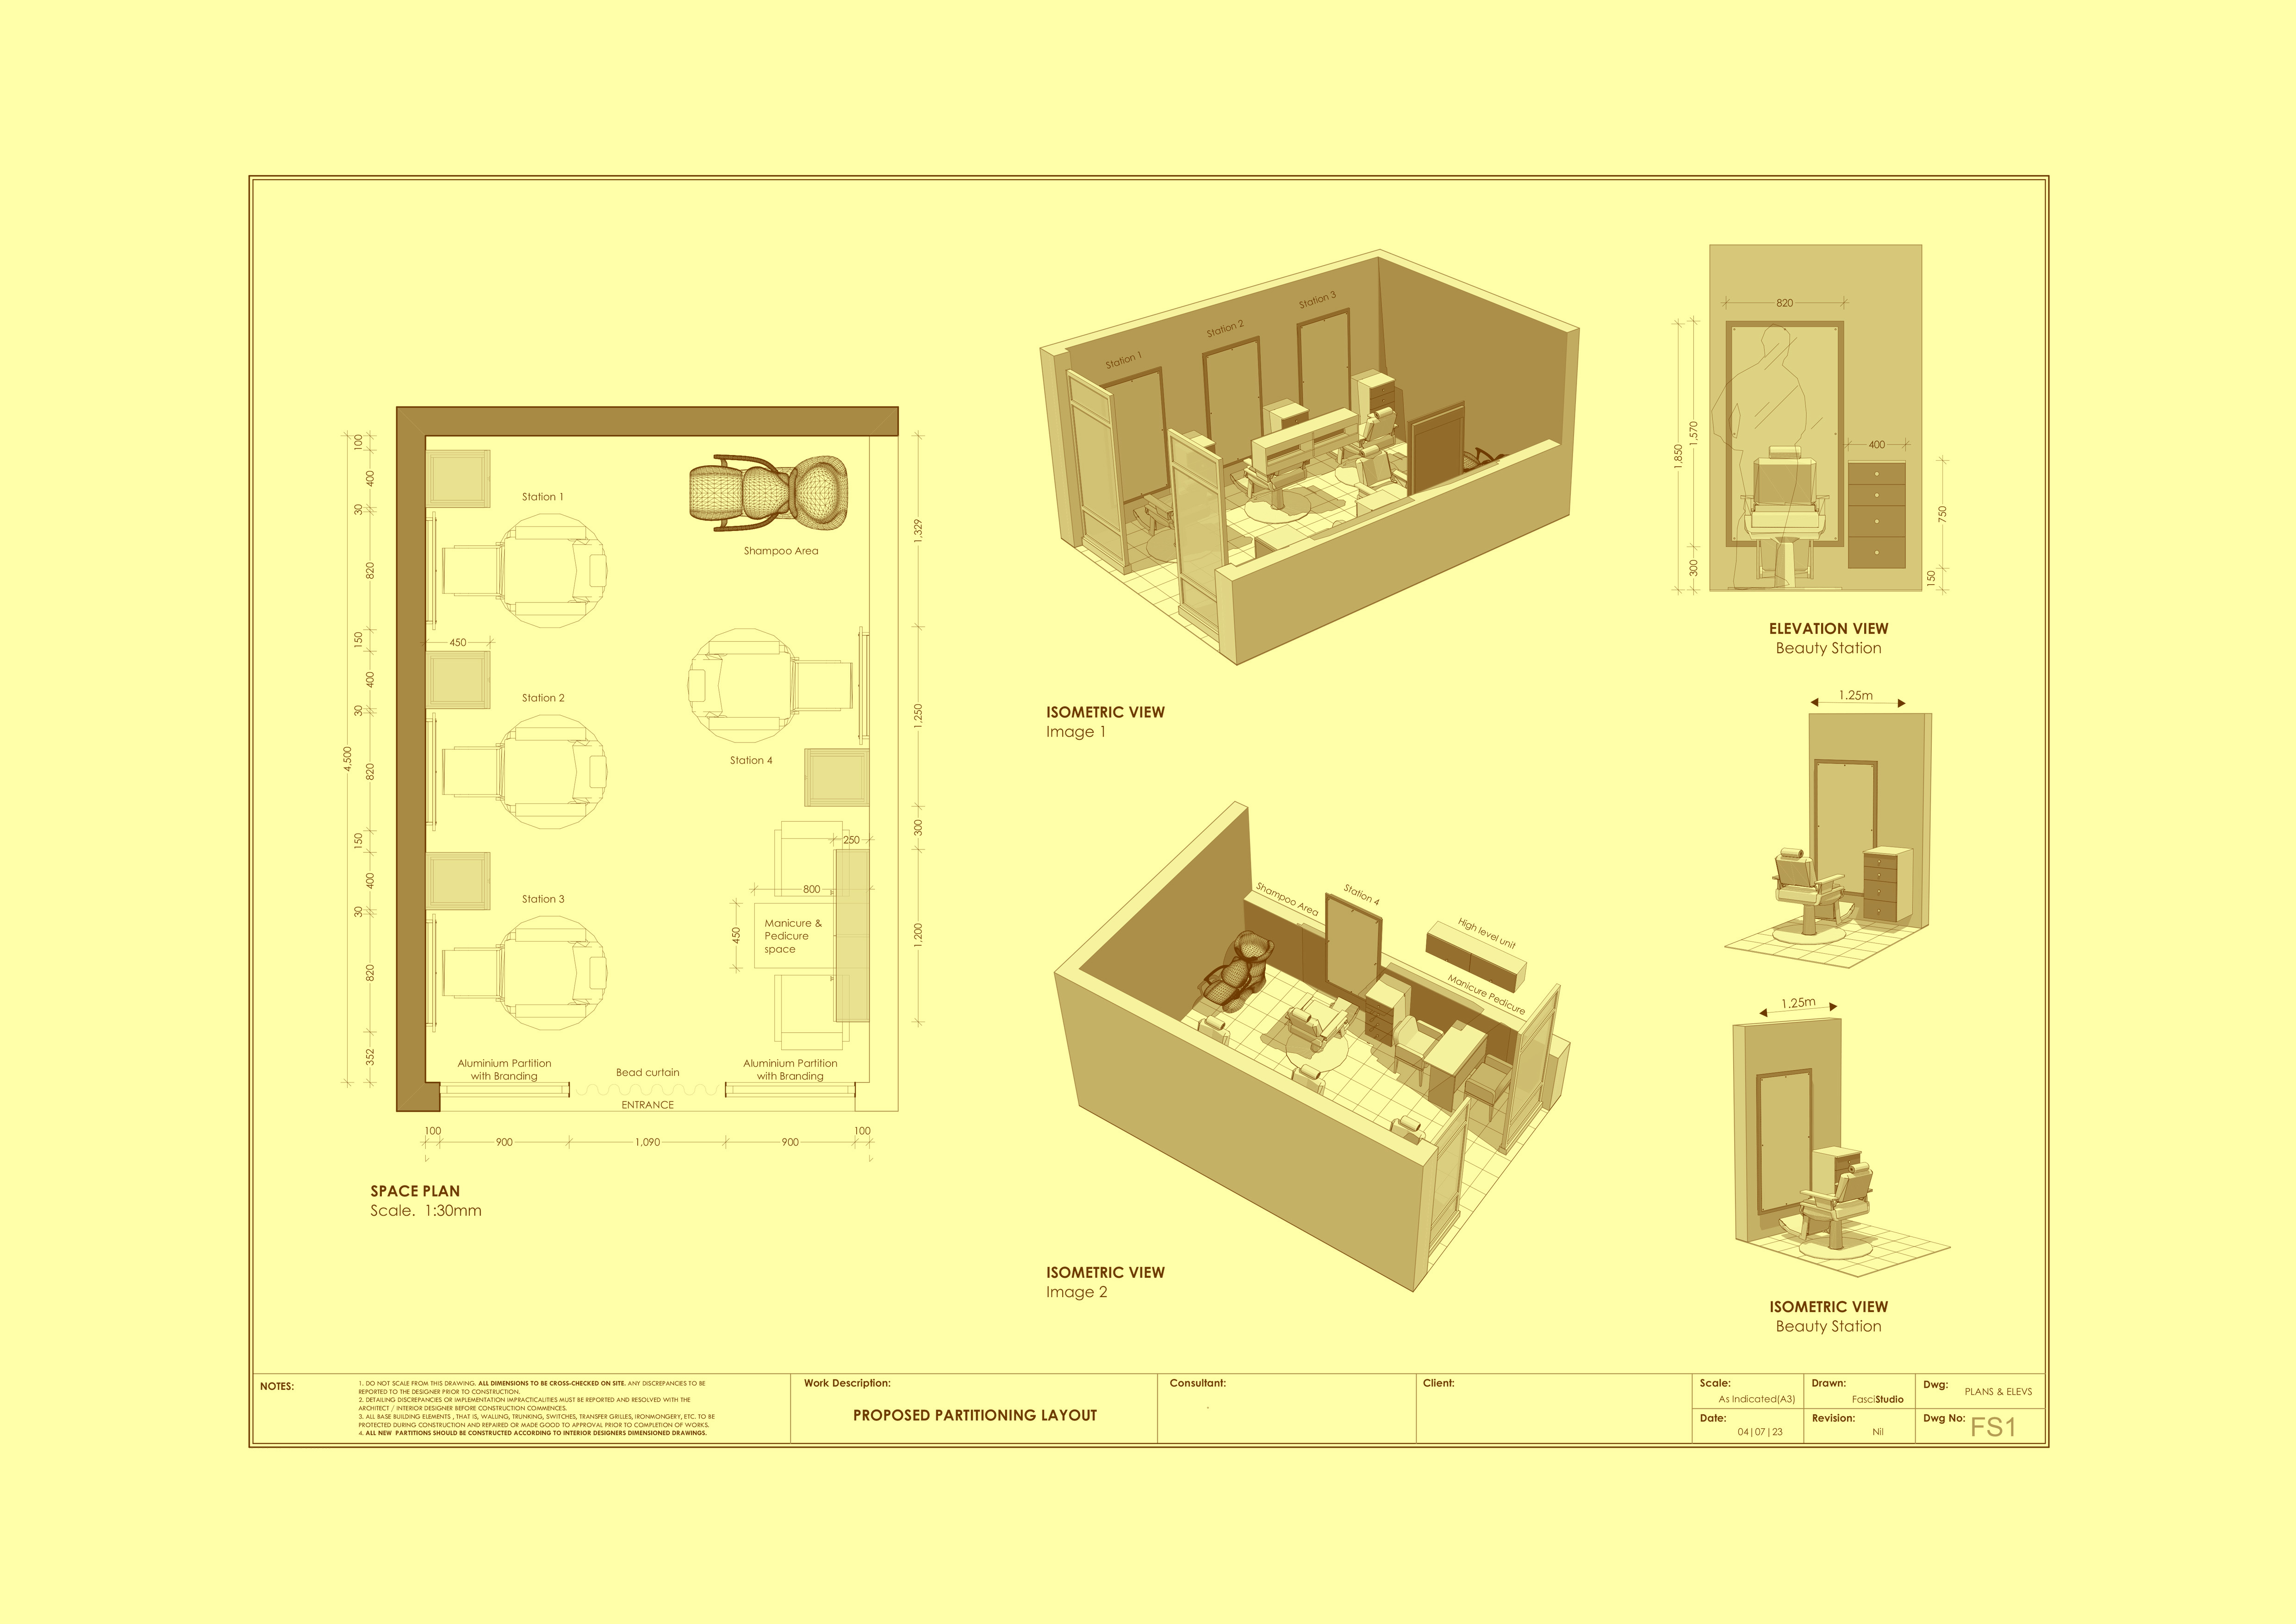 100
400
30
820
150
400
30
820
150
400
30
820
352
4,500
450
Station 1
Shampoo Area
Station 2
Station 4
Station 3
250
800
450
Manicure &
Pedicure
space
1,329
1,250
300
1,200
Aluminium Partition
with Branding
Bead curtain
Aluminium Partition
with Branding
ENTRANCE
100
900
1,090
900
100
SPACE PLAN
Scale.  1:30mm
Station 1
Station 2
Station 3
ISOMETRIC VIEW
Image 1
Shampoo Area
Station 4
High level unit
Manicure Pedicure
ISOMETRIC VIEW
Image 2
820
1,850
1,570
300
400
750
150
ELEVATION VIEW
Beauty Station
1.25m
1.25m
ISOMETRIC VIEW
Beauty Station
NOTES:
1. DO NOT SCALE FROM THIS DRAWING. ALL DIMENSIONS TO BE CROSS-CHECKED ON SITE. ANY DISCREPANCIES TO BE
REPORTED TO THE DESIGNER PRIOR TO CONSTRUCTION.
2. DETAILING DISCREPANCIES OR IMPLEMENTATION IMPRACTICALITIES MUST BE REPORTED AND RESOLVED WITH THE
ARCHITECT / INTERIOR DESIGNER BEFORE CONSTRUCTION COMMENCES.
3. ALL BASE BUILDING ELEMENTS , THAT IS, WALLING, TRUNKING, SWITCHES, TRANSFER GRILLES, IRONMONGERY, ETC. TO BE
PROTECTED DURING CONSTRUCTION AND REPAIRED OR MADE GOOD TO APPROVAL PRIOR TO COMPLETION OF WORKS.
4. ALL NEW  PARTITIONS SHOULD BE CONSTRUCTED ACCORDING TO INTERIOR DESIGNERS DIMENSIONED DRAWINGS.
Work Description:
PROPOSED PARTITIONING LAYOUT
Consultant:
Client:
Scale:
As Indicated(A3)
Drawn:
FasciStudio
Dwg:
PLANS & ELEVS
Date:
04|07|23
Revision:
Nil
Dwg No:
FS1